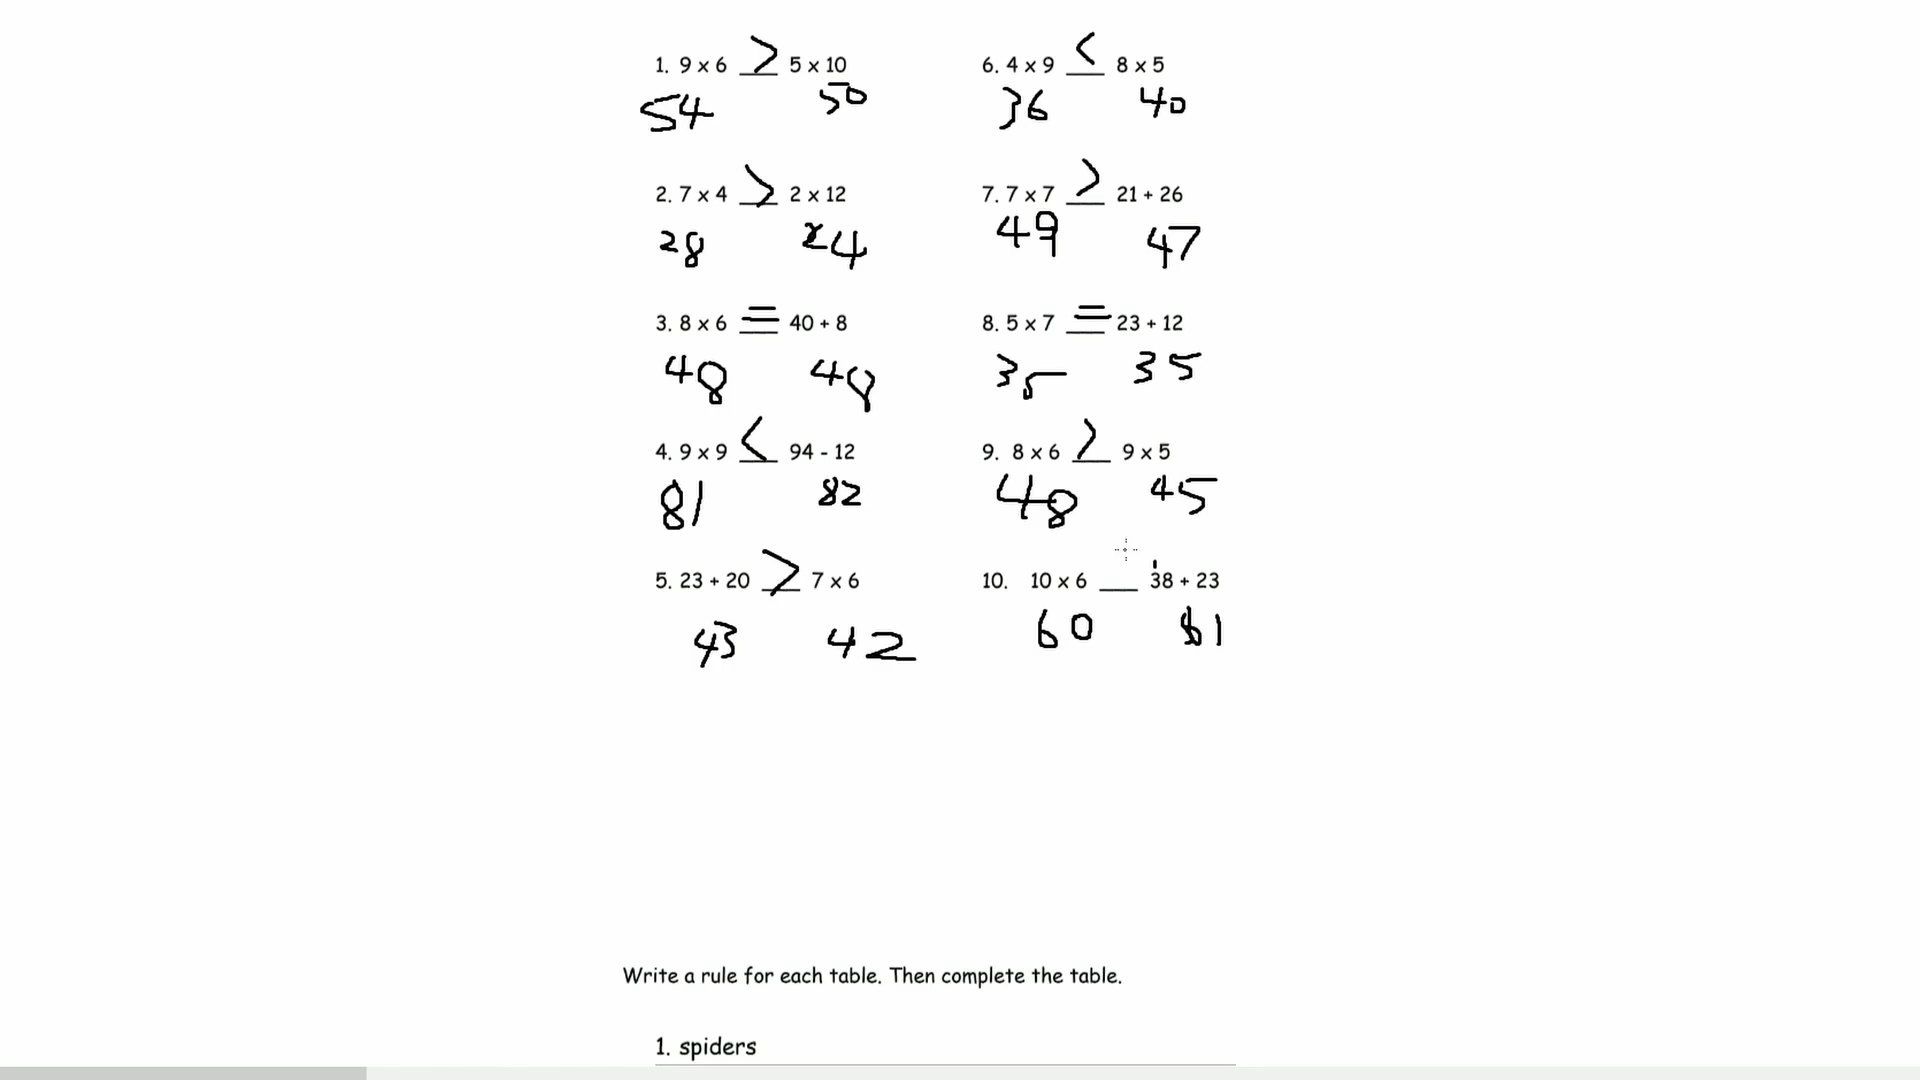 1. 9 x 6 > 5 x 10
54 50
2. 7 x 4 > 2 x 12
28 24
3. 8 x 6 = 40 + 8
48 48
4. 9 x 9 < 94 - 12
81 82
5. 23 + 20 > 7 x 6
43 42
6. 4 x 9 < 8 x 5
36 40
7. 7 x 7 > 21 + 26
49 47
8. 5 x 7 = 23 + 12
35 35
9. 8 x 6 > 9 x 5
48 45
10. 10 x 6 ___ 38 + 23
60 61
Write a rule for each table. Then complete the table.
1. spiders